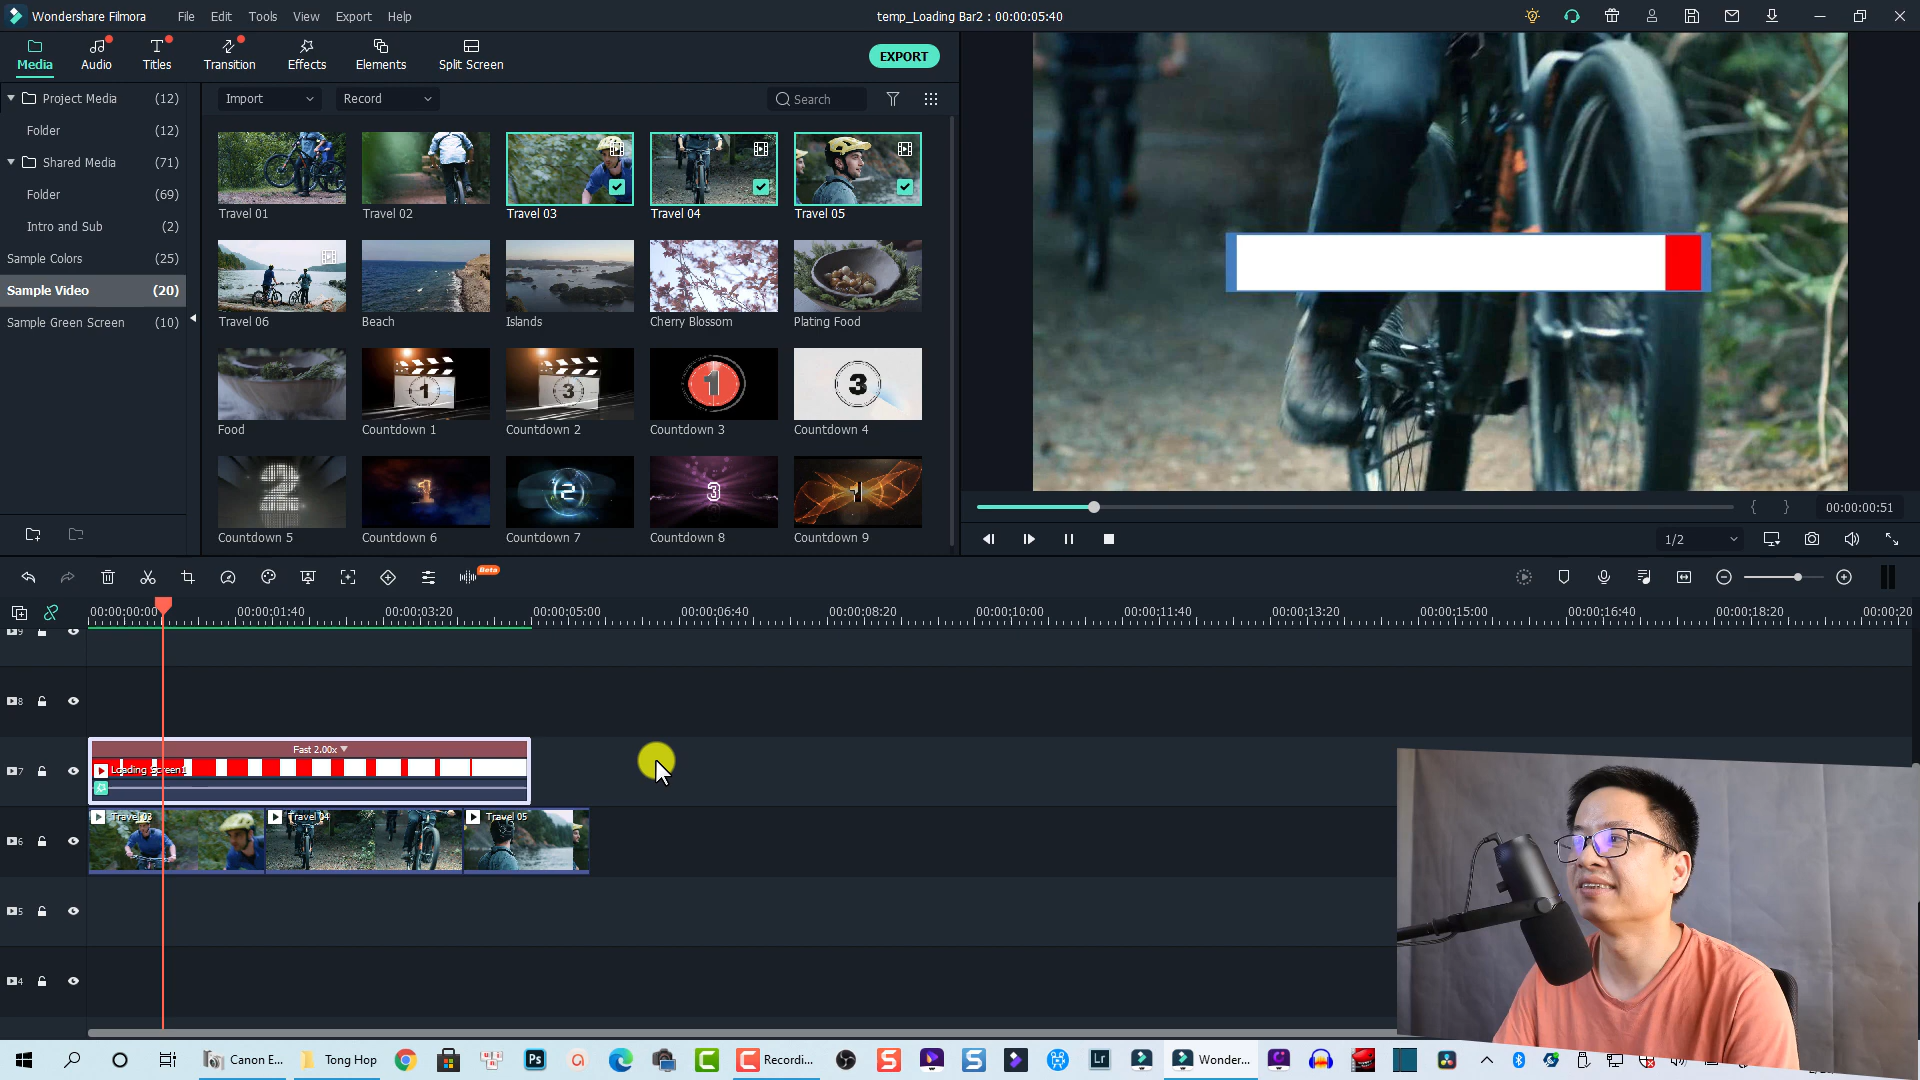 Wondershare Filmora
File
Edit
Tools
View
Export
Help
temp_Loading Bar2 : 00:00:05:40
Media
Audio
Titles
Transition
Effects
Elements
Split Screen
EXPORT
Project Media (12)
Folder (12)
Shared Media (71)
Folder (69)
Intro and Sub (2)
Sample Colors (25)
Sample Video (20)
Sample Green Screen (10)
Import
Record
Search
Travel 01
Travel 02
Travel 03
Travel 04
Travel 05
Travel 06
Beach
Islands
Cherry Blossom
Plating Food
Food
Countdown 1
Countdown 2
Countdown 3
Countdown 4
Countdown 5
Countdown 6
Countdown 7
Countdown 8
Countdown 9
{ }
00:00:00:51
1/2
Beta
00:00:00:00
00:00:01:40
00:00:03:20
00:00:05:00
00:00:06:40
00:00:08:20
00:00:10:00
00:00:11:40
00:00:13:20
00:00:15:00
00:00:16:40
00:00:18:20
00:00:20
9
8
Fast 2.00x
7
Loading Screen1
Travel 03
Travel 04
Travel 05
6
5
4
Canon E...
Tong Hop
Recordi...
Wonder...